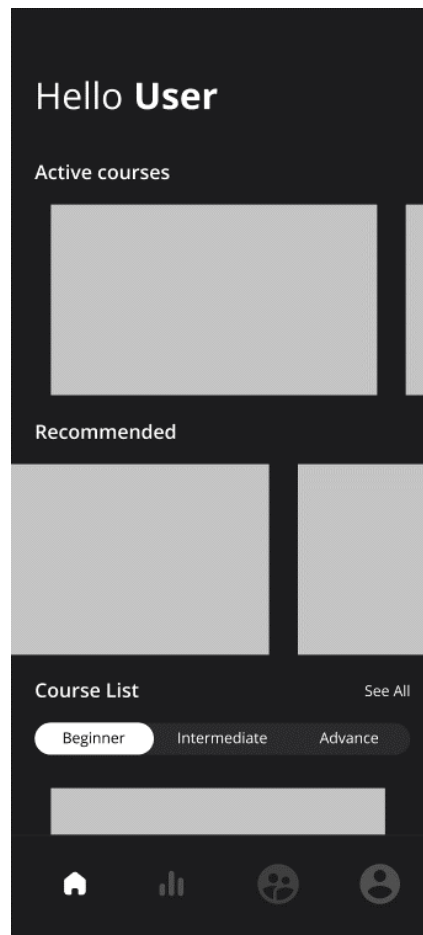 Hello User
Active courses
Recommended
Course List See All
Beginner Intermediate Advance